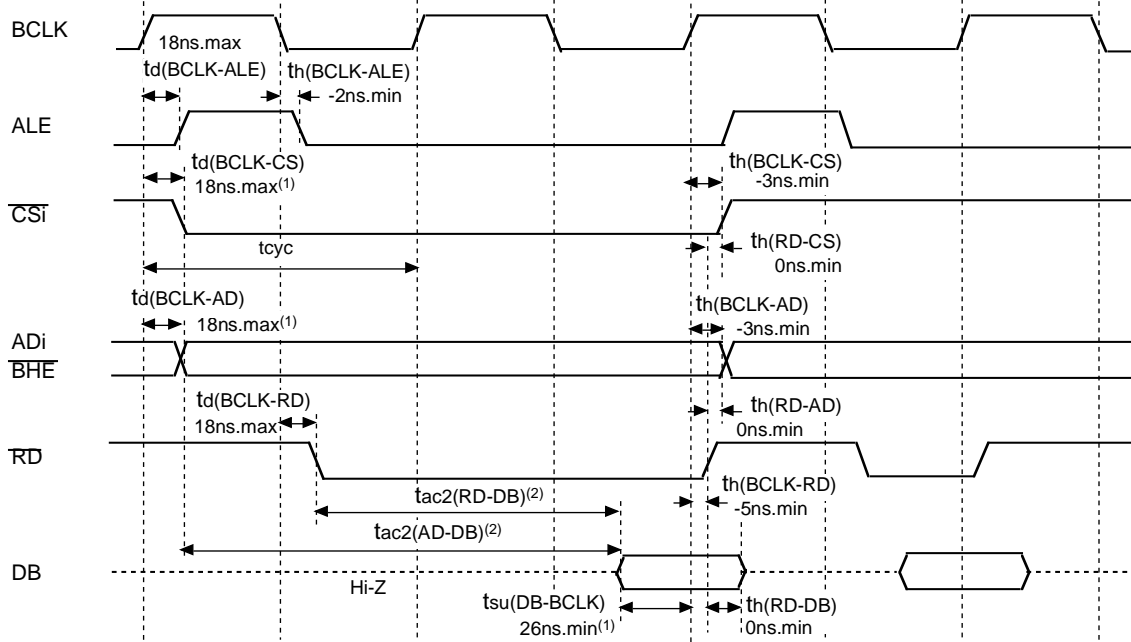 BCLK
18ns.max
td(BCLK-ALE)
th(BCLK-ALE)
-2ns.min
ALE
td(BCLK-CS)
18ns.max(1)
th(BCLK-CS)
-3ns.min
CSi
tcyc
th(RD-CS)
0ns.min
td(BCLK-AD)
18ns.max(1)
th(BCLK-AD)
-3ns.min
ADi
BHE
td(BCLK-RD)
18ns.max
th(RD-AD)
0ns.min
RD
tac2(RD-DB)(2)
th(BCLK-RD)
-5ns.min
tac2(AD-DB)(2)
DB
Hi-Z
tsu(DB-BCLK)
26ns.min(1)
th(RD-DB)
0ns.min